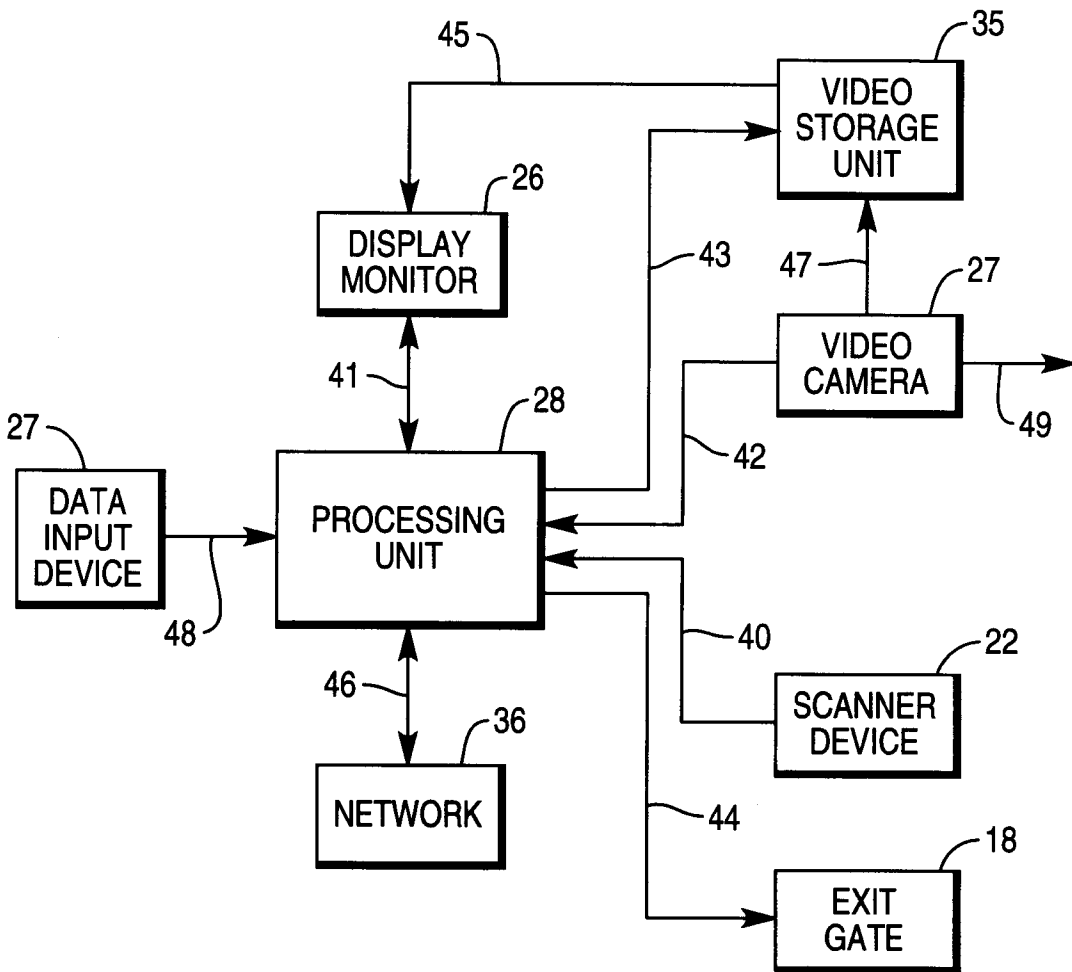 45
35
VIDEO
STORAGE
UNIT
26
DISPLAY
MONITOR
43
47
27
VIDEO
CAMERA
49
41
28
42
27
DATA
INPUT
DEVICE
PROCESSING
UNIT
48
40
22
SCANNER
DEVICE
46
36
NETWORK
44
18
EXIT
GATE